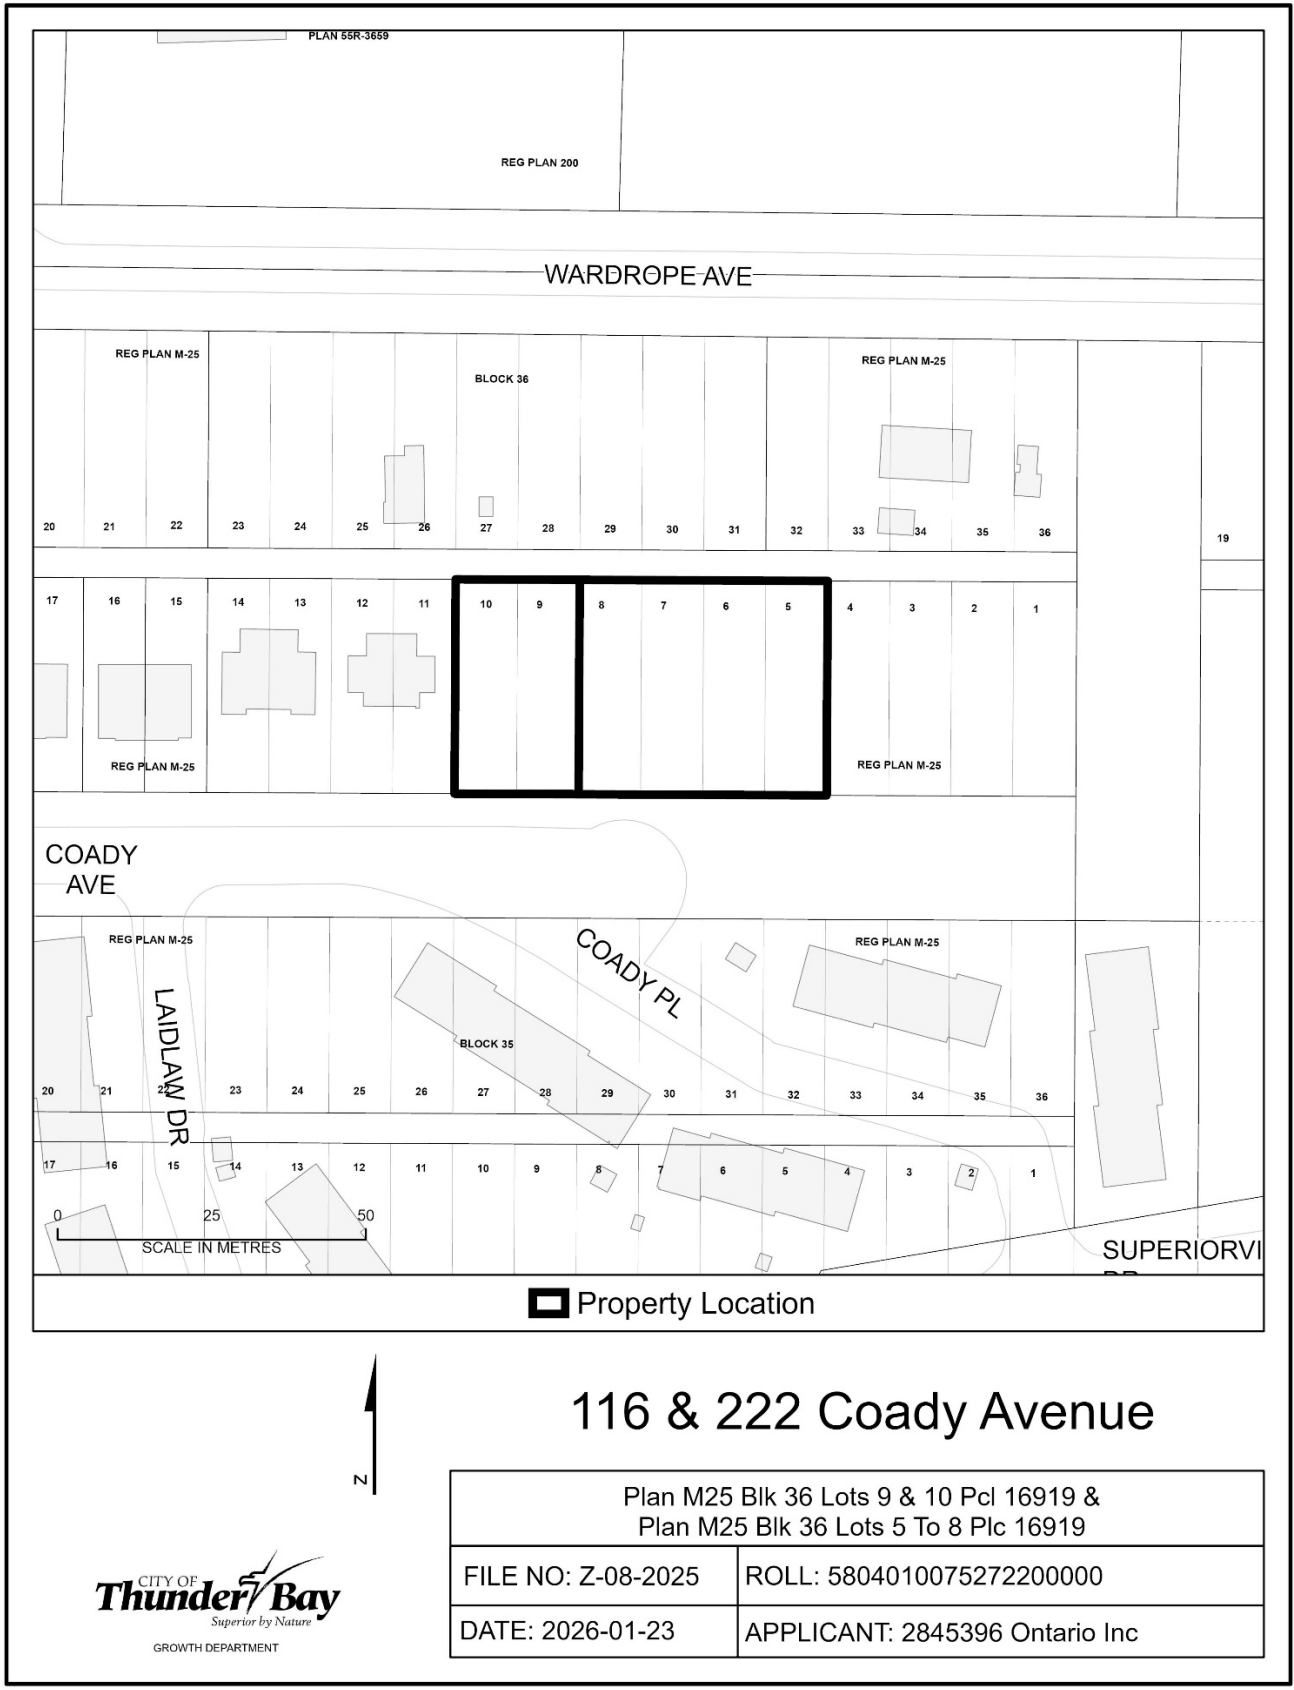 PLAN 55R-3659
REG PLAN 200
WARDROPE AVE
REG PLAN M-25
BLOCK 36
REG PLAN M-25
20 21 22 23 24 25 26 27 28 29 30 31 32 33 34 35 36
19
17 16 15 14 13 12 11 10 9 8 7 6 5 4 3 2 1
REG PLAN M-25
REG PLAN M-25
COADY
AVE
REG PLAN M-25
REG PLAN M-25
COADY PL
LAIDLAW DR
BLOCK 35
20 21 22 23 24 25 26 27 28 29 30 31 32 33 34 35 36
17 16 15 14 13 12 11 10 9 8 7 6 5 4 3 2 1
0 25 50
SCALE IN METRES
SUPERIORVI
Property Location
N
116 & 222 Coady Avenue
Plan M25 Blk 36 Lots 9 & 10 Pcl 16919 &
Plan M25 Blk 36 Lots 5 To 8 Plc 16919
FILE NO: Z-08-2025
ROLL: 5804010075272200000
DATE: 2026-01-23
APPLICANT: 2845396 Ontario Inc
CITY OF
Thunder Bay
Superior by Nature
GROWTH DEPARTMENT